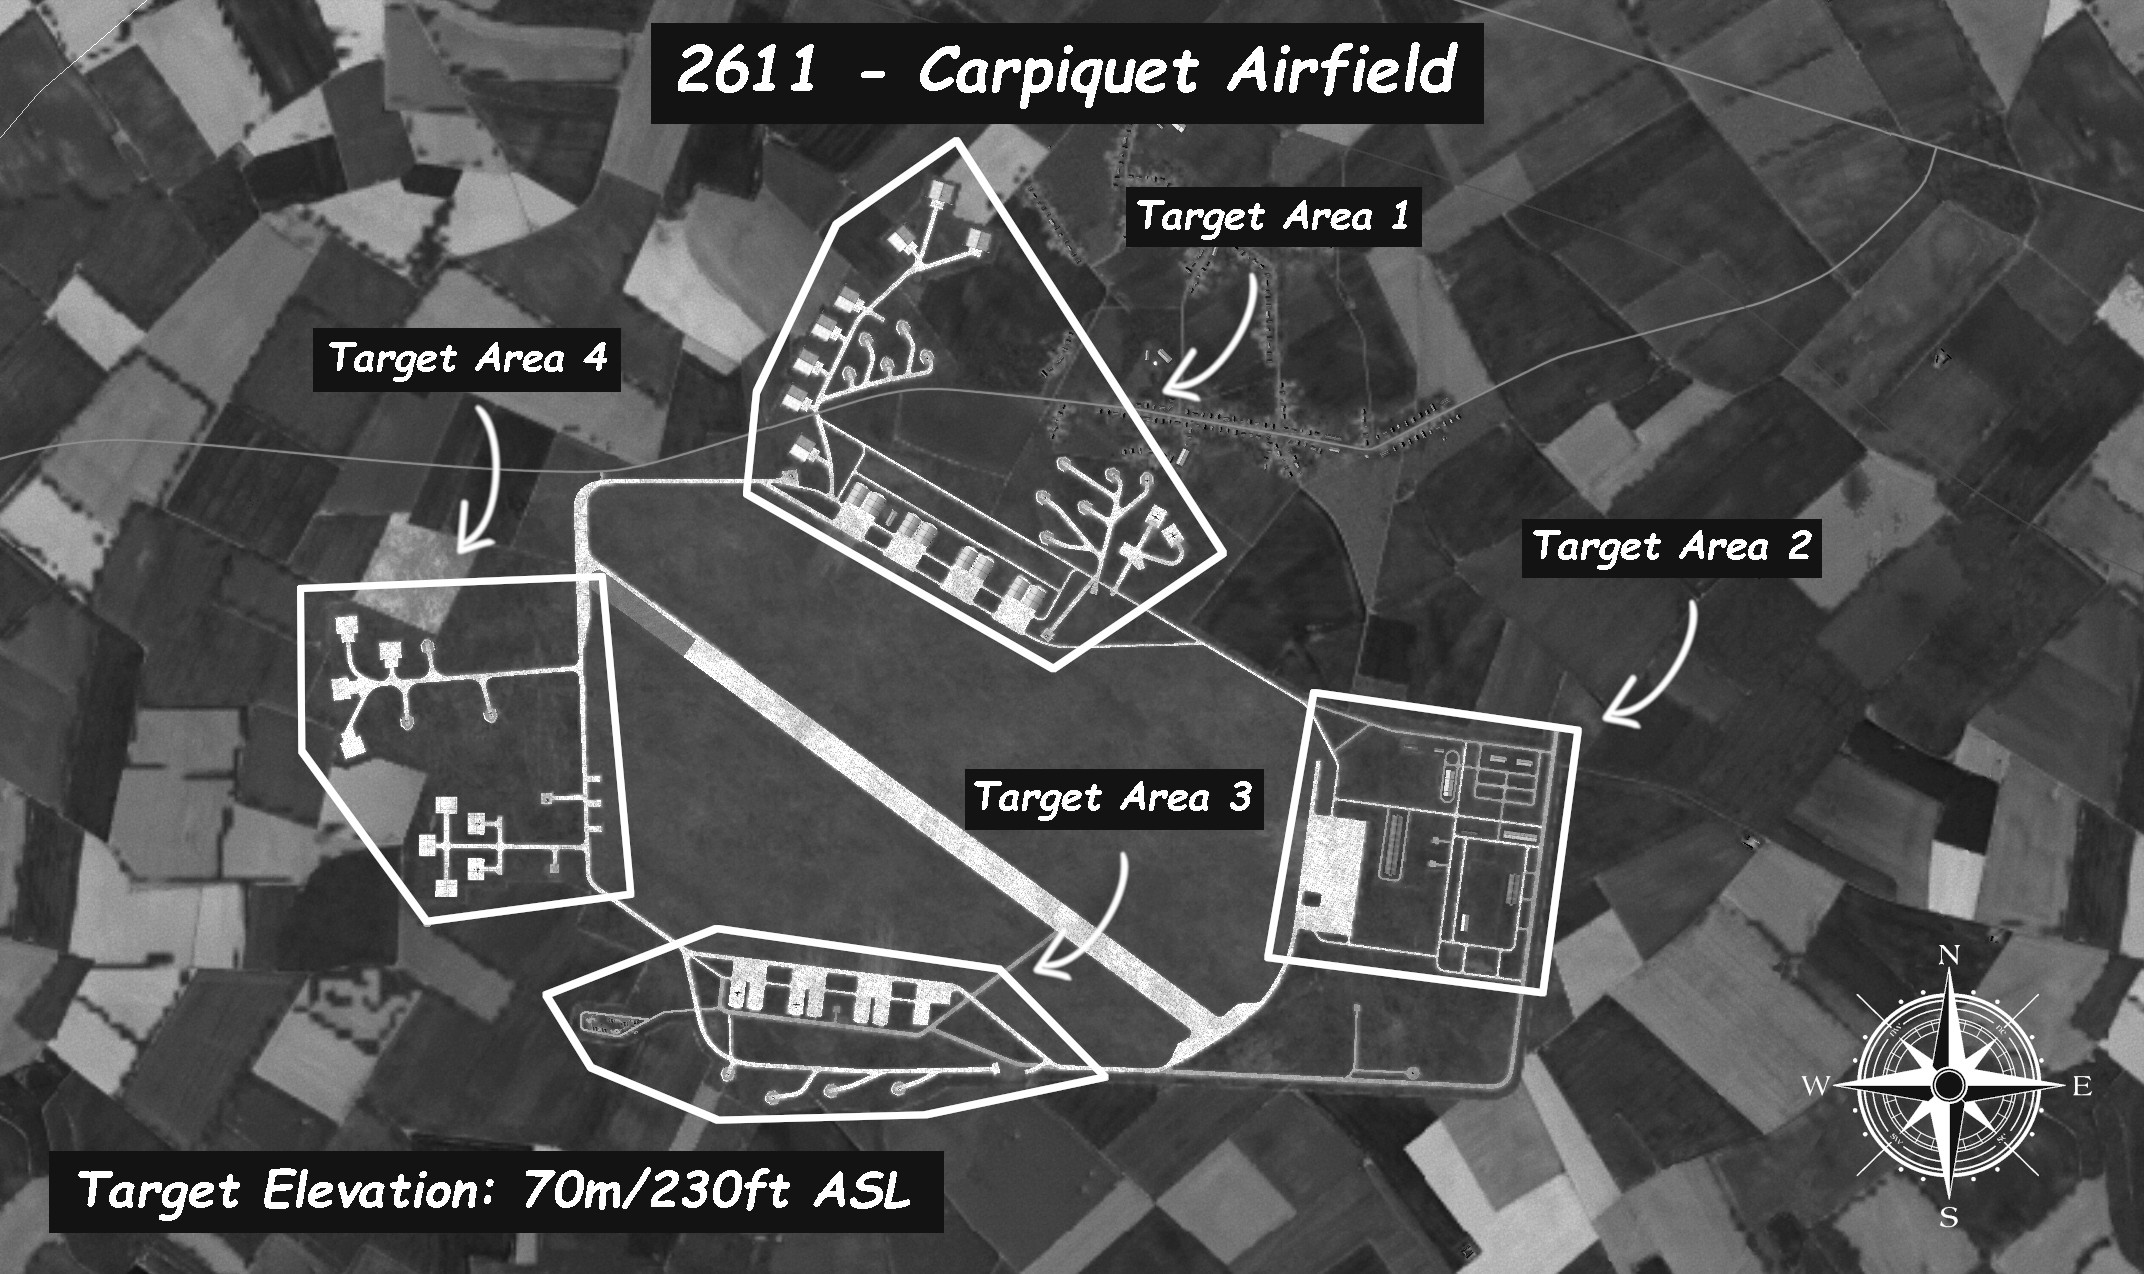 2611 - Carpiquet Airfield
Target Area 1
Target Area 4
Target Area 2
Target Area 3
N
W E
S
Target Elevation: 70m/230ft ASL